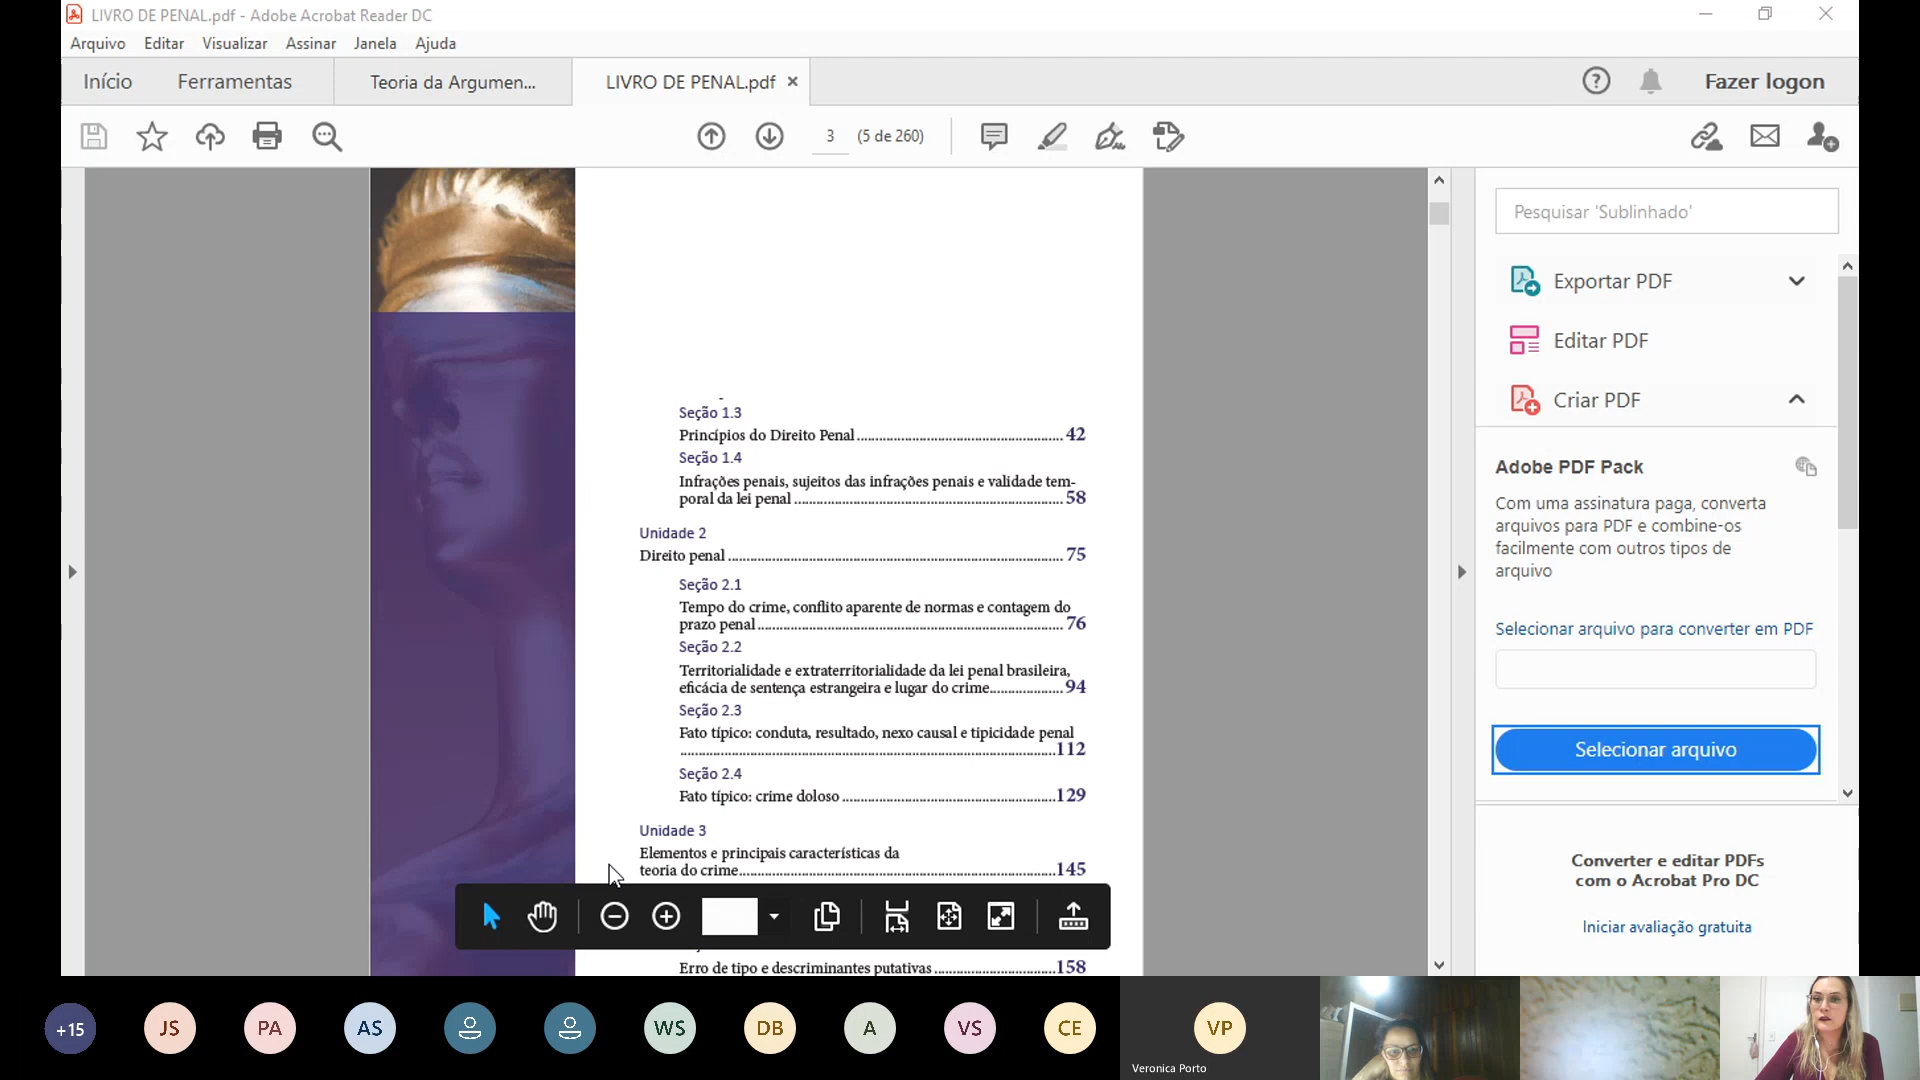 LIVRO DE PENAL.pdf - Adobe Acrobat Reader DC
Arquivo Editar Visualizar Assinar Janela Ajuda
Início Ferramentas Teoria da Argumen... LIVRO DE PENAL.pdf × Fazer logon
3 (5 de 260)
Seção 1.3
Princípios do Direito Penal 42
Seção 1.4
Infrações penais, sujeitos das infrações penais e validade tem-
poral da lei penal 58
Unidade 2
Direito penal 75
Seção 2.1
Tempo do crime, conflito aparente de normas e contagem do
prazo penal 76
Seção 2.2
Territorialidade e extraterritorialidade da lei penal brasileira,
eficácia de sentença estrangeira e lugar do crime 94
Seção 2.3
Fato típico: conduta, resultado, nexo causal e tipicidade penal
112
Seção 2.4
Fato típico: crime doloso 129
Unidade 3
Elementos e principais características da
teoria do crime 145
Erro de tipo e descriminantes putativas 158
Pesquisar 'Sublinhado'
Exportar PDF
Editar PDF
Criar PDF
Adobe PDF Pack
Com uma assinatura paga, converta
arquivos para PDF e combine-os
facilmente com outros tipos de
arquivo
Selecionar arquivo para converter em PDF
Selecionar arquivo
Converter e editar PDFs
com o Acrobat Pro DC
Iniciar avaliação gratuita
+15 JS PA AS WS DB A VS CE VP
Veronica Porto